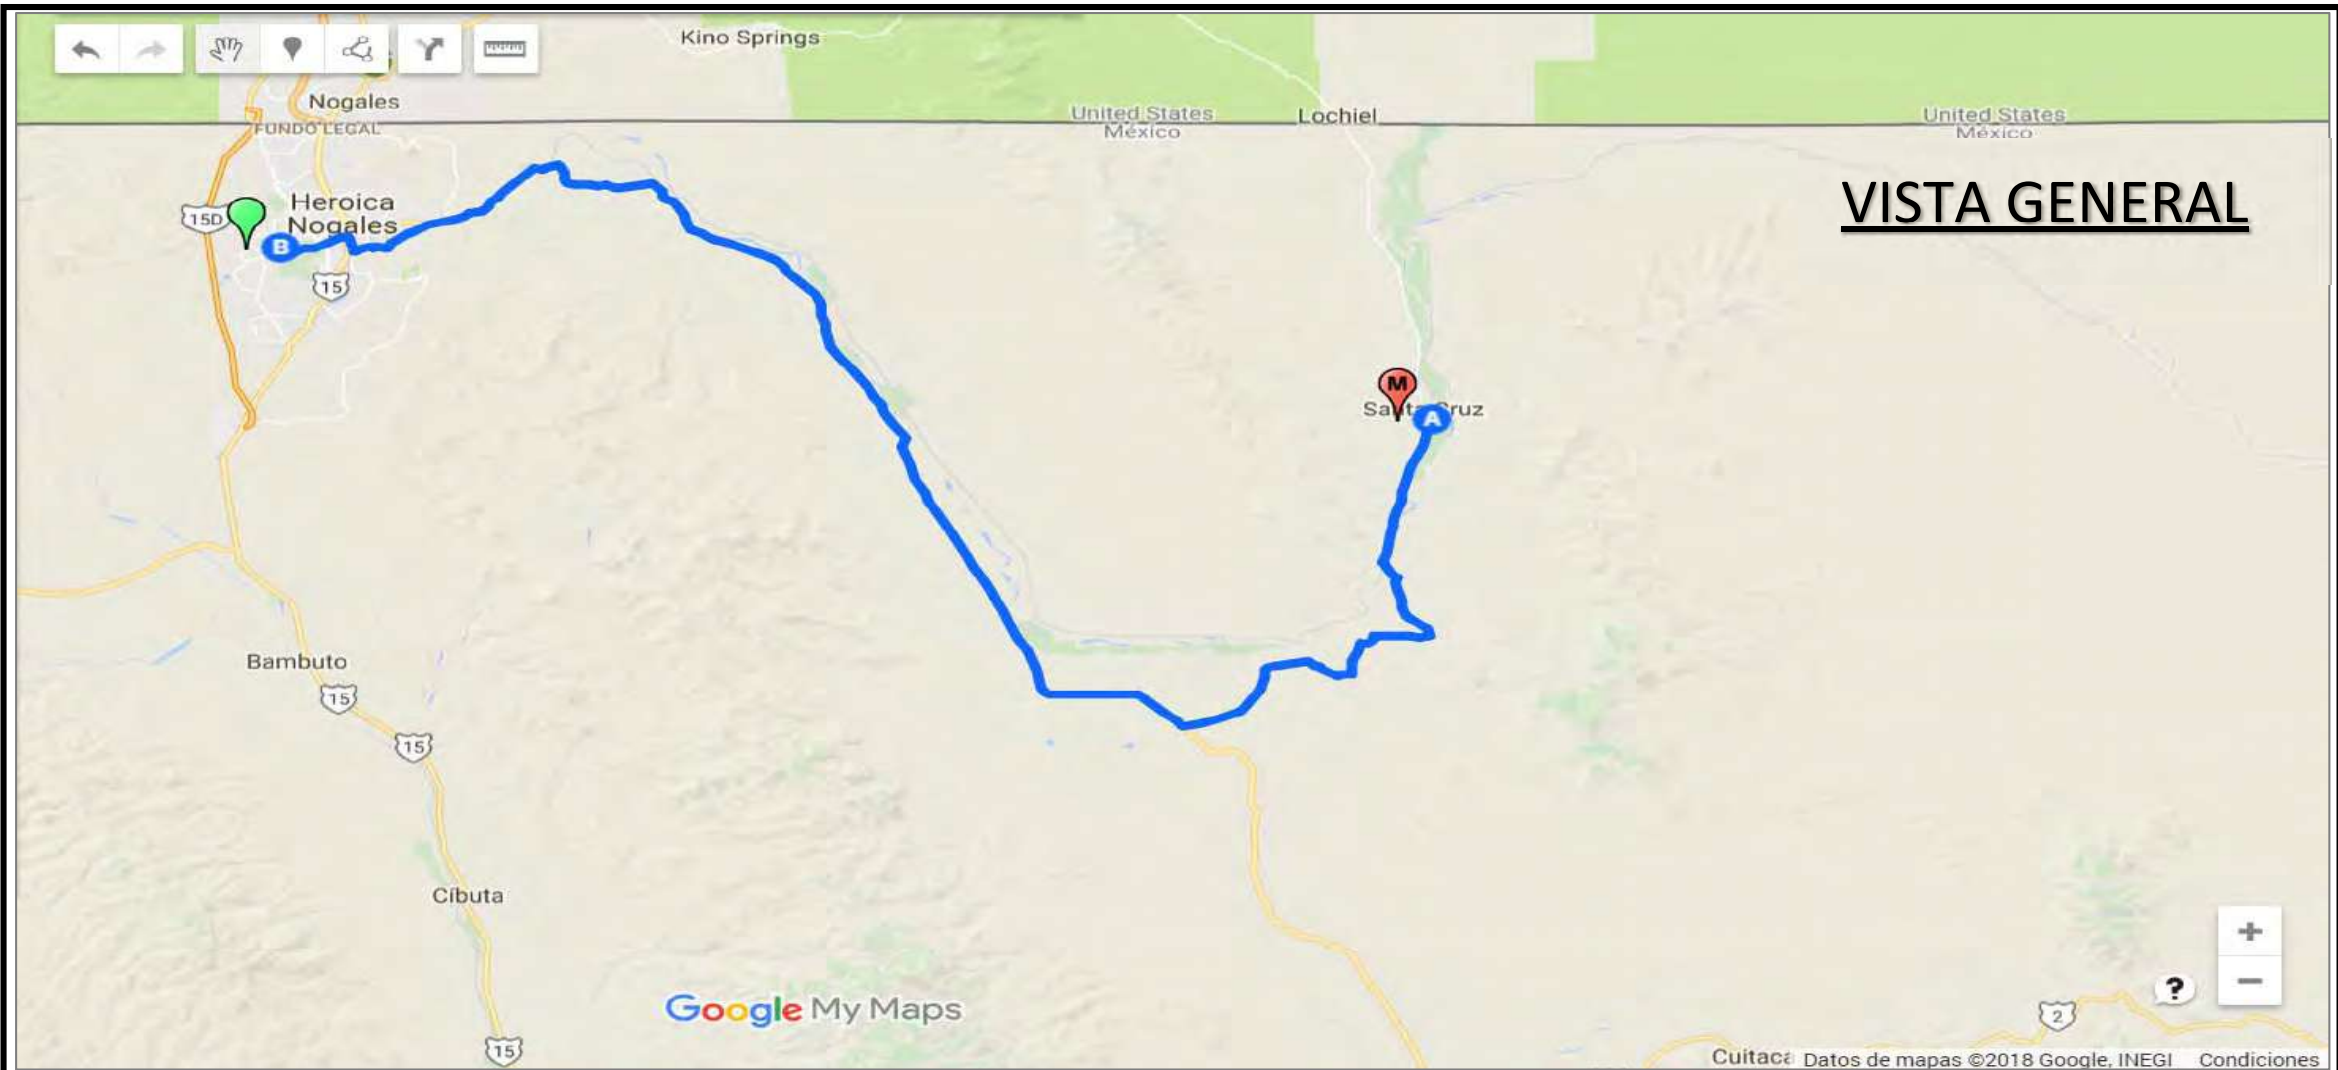 Kino Springs
Nogales
FUNDO LEGAL
United States
México
Lochiel
United States
México
VISTA GENERAL
15D
Heroica
Nogales
B
15
M
Santa Cruz
A
Bambuto
15
15
Cíbuta
Google My Maps
15
+
−
?
2
Datos de mapas ©2018 Google, INEGI Condiciones